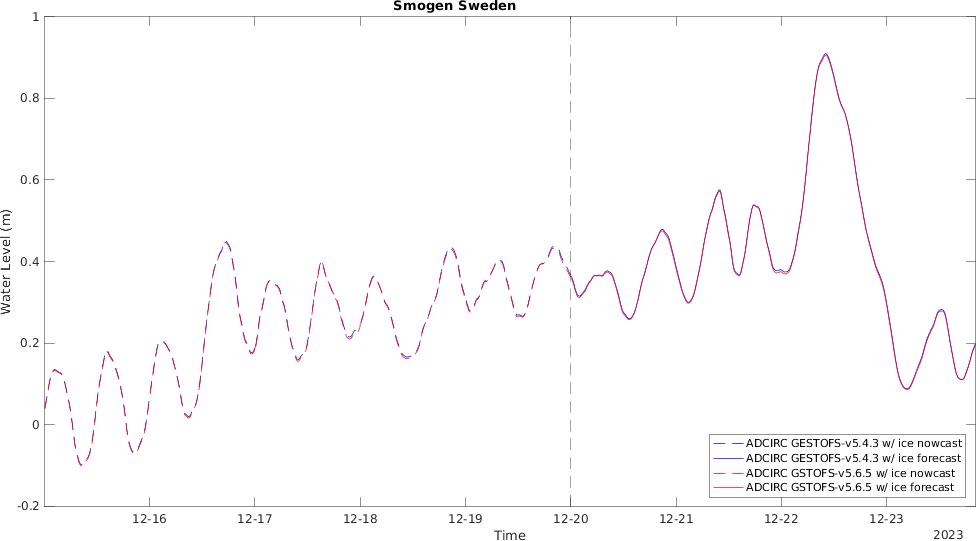 Smogen Sweden
1
0.8
0.6
0.4
0.2
0
-0.2
Water Level (m)
12-16
12-17
12-18
12-19
12-20
12-21
12-22
12-23
Time
2023
ADCIRC GESTOFS-v5.4.3 w/ ice nowcast
ADCIRC GESTOFS-v5.4.3 w/ ice forecast
ADCIRC GSTOFS-v5.6.5 w/ ice nowcast
ADCIRC GSTOFS-v5.6.5 w/ ice forecast